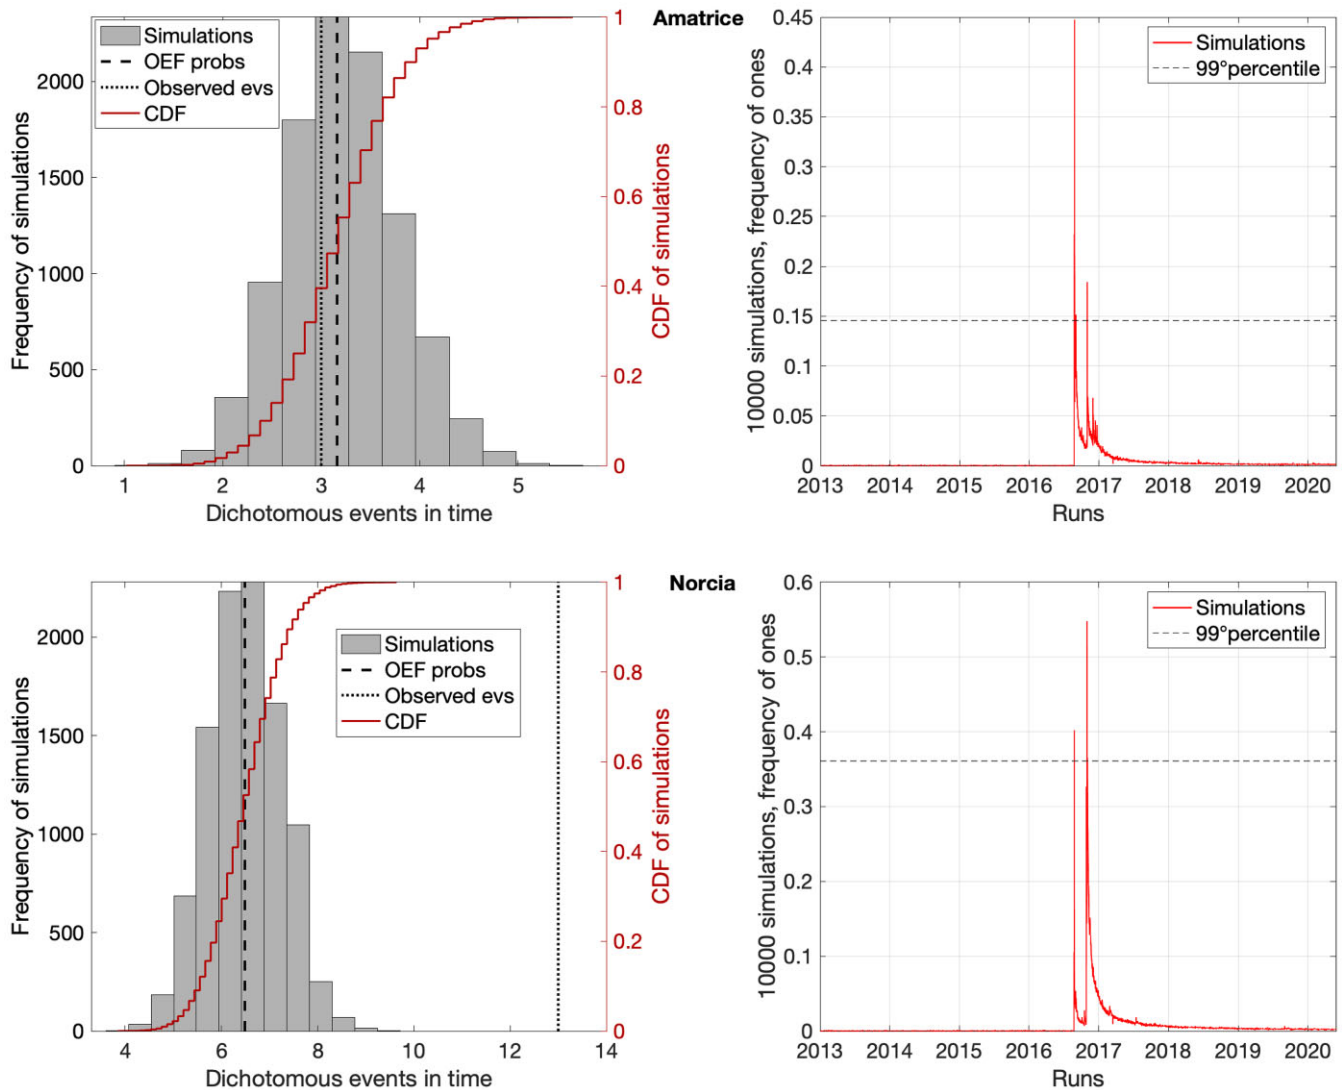 Amatrice
Simulations
OEF probs
Observed evs
CDF
Frequency of simulations
0
500
1000
1500
2000
1
2
3
4
5
Dichotomous events in time
0
0.2
0.4
0.6
0.8
1
CDF of simulations
Simulations
99°percentile
10000 simulations, frequency of ones
0
0.05
0.1
0.15
0.2
0.25
0.3
0.35
0.4
0.45
2013
2014
2015
2016
2017
2018
2019
2020
Runs
Norcia
Simulations
OEF probs
Observed evs
CDF
Frequency of simulations
0
500
1000
1500
2000
4
6
8
10
12
14
Dichotomous events in time
0
0.2
0.4
0.6
0.8
1
CDF of simulations
Simulations
99°percentile
10000 simulations, frequency of ones
0
0.1
0.2
0.3
0.4
0.5
0.6
2013
2014
2015
2016
2017
2018
2019
2020
Runs